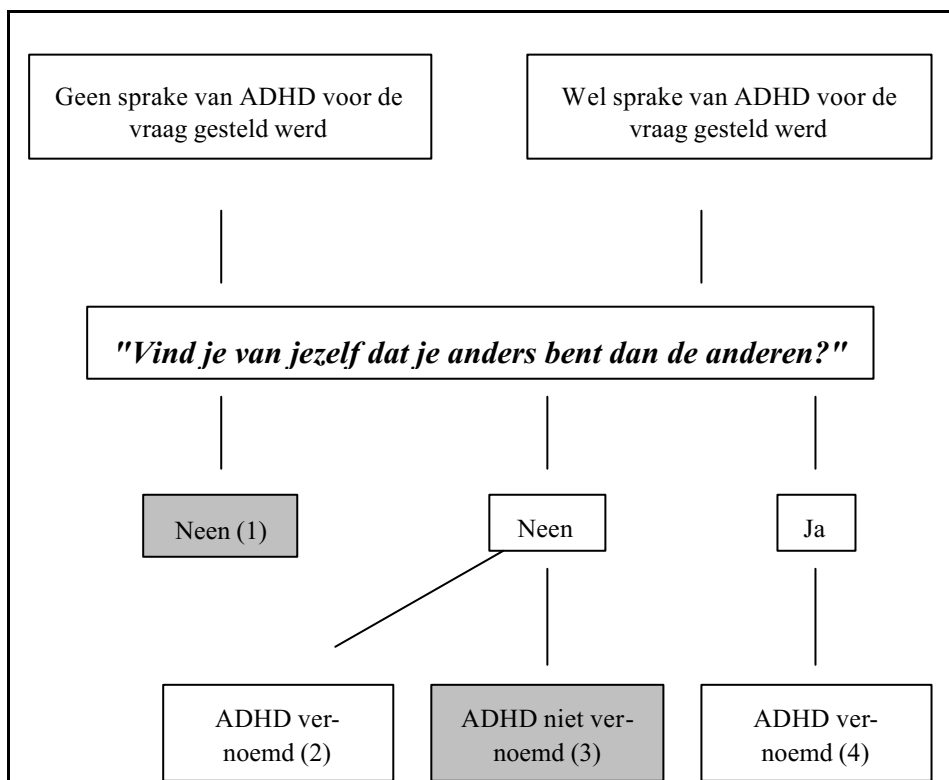 Geen sprake van ADHD voor de
vraag gesteld werd
Wel sprake van ADHD voor de
vraag gesteld werd
"Vind je van jezelf dat je anders bent dan de anderen?"
Neen (1)
Neen
Ja
ADHD ver-
noemd (2)
ADHD niet ver-
noemd (3)
ADHD ver-
noemd (4)